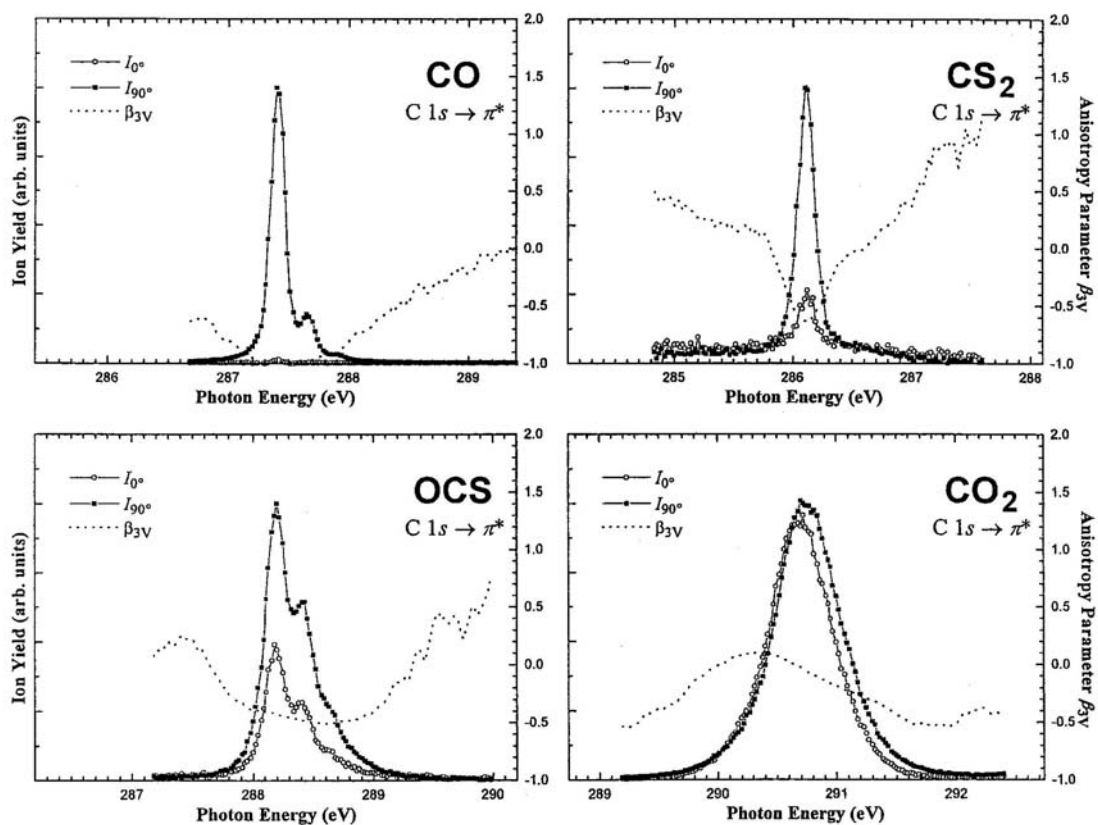 CO
C 1s → π*
I0°
I90°
β3V
Ion Yield (arb. units)
2.0
1.5
1.0
0.5
0.0
-0.5
-1.0
286
287
288
289
Photon Energy (eV)
CS2
C 1s → π*
I0°
I90°
β3V
2.0
1.5
1.0
0.5
0.0
-0.5
-1.0
Anisotropy Parameter β3V
285
286
287
288
Photon Energy (eV)
OCS
C 1s → π*
I0°
I90°
β3V
Ion Yield (arb. units)
2.0
1.5
1.0
0.5
0.0
-0.5
-1.0
287
288
289
290
Photon Energy (eV)
CO2
C 1s → π*
I0°
I90°
β3V
2.0
1.5
1.0
0.5
0.0
-0.5
-1.0
Anisotropy Parameter β3V
289
290
291
292
Photon Energy (eV)